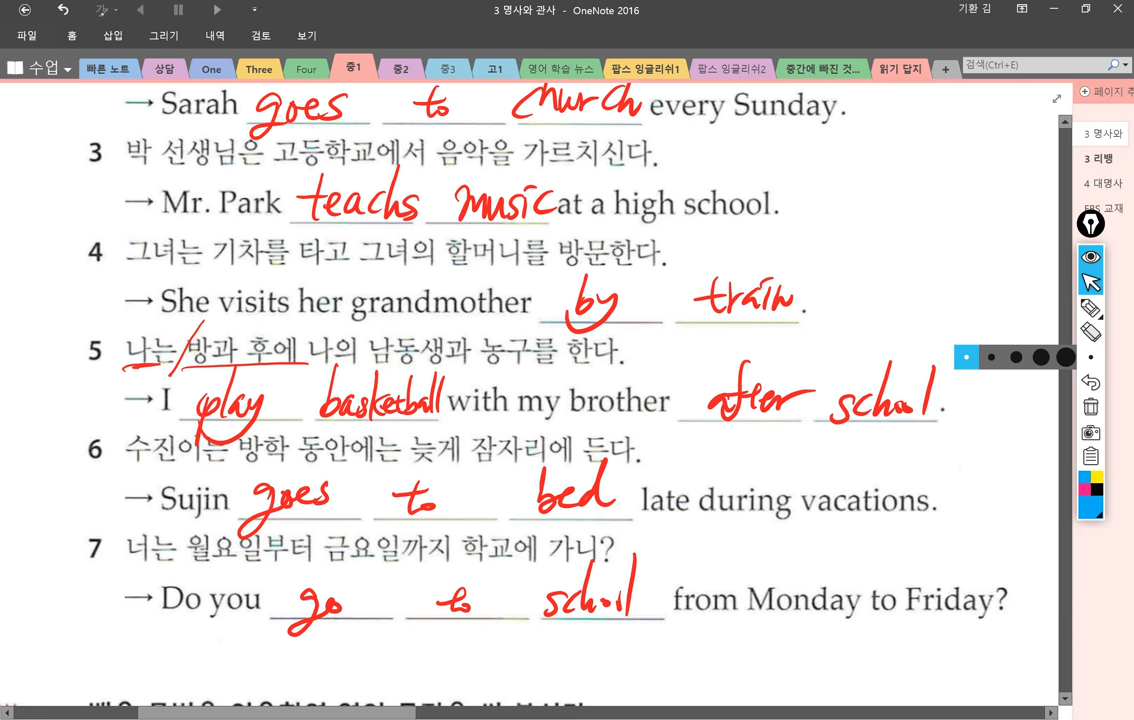 3 명사와 관사 - OneNote 2016
기환 김
파일 홈 삽입 그리기 내역 검토 보기
수업 빠른 노트 상담 One Three Four 중1 중2 중3 고1 영어 학습 뉴스 팝스 잉글리쉬1 팝스 잉글리쉬2 중간에 빠진 것... 읽기 답지 + 검색(Ctrl+E)
페이지 추
3 명사와
3 리뱅
4 대명사
EBS 교재
→ Sarah goes to church every Sunday.
3 박 선생님은 고등학교에서 음악을 가르치신다.
→ Mr. Park teachs music at a high school.
4 그녀는 기차를 타고 그녀의 할머니를 방문한다.
→ She visits her grandmother by train.
5 나는 / 방과 후에 나의 남동생과 농구를 한다.
→ I play basketball with my brother after school.
6 수진이는 방학 동안에는 늦게 잠자리에 든다.
→ Sujin goes to bed late during vacations.
7 너는 월요일부터 금요일까지 학교에 가니?
→ Do you go to school from Monday to Friday?